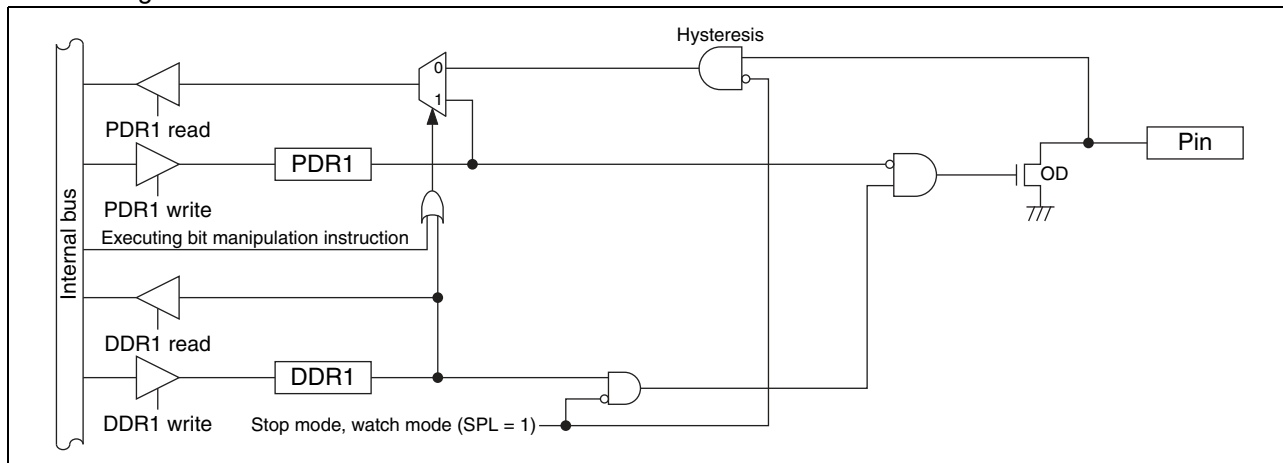 Hysteresis
0
1
PDR1 read
PDR1
Pin
OD
PDR1 write
Executing bit manipulation instruction
Internal bus
DDR1 read
DDR1
DDR1 write
Stop mode, watch mode (SPL = 1)